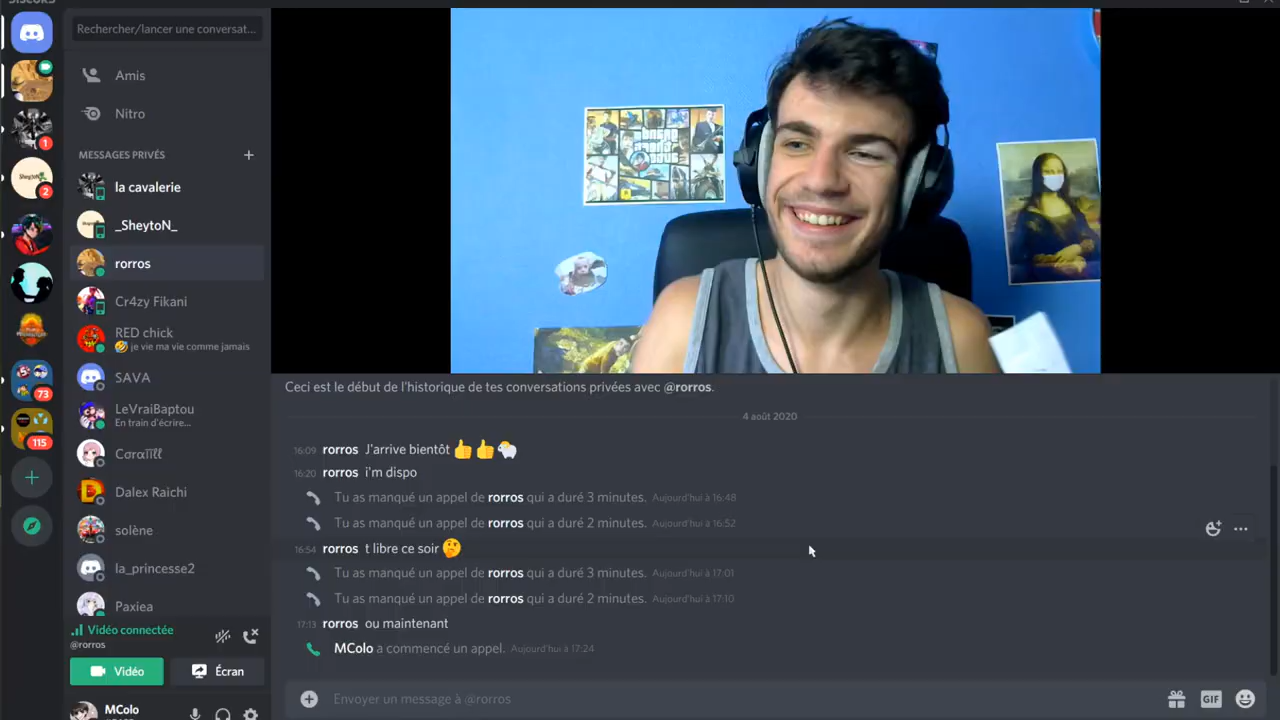 Rechercher/lancer une conversat...
Amis
Nitro
MESSAGES PRIVÉS
la cavalerie
_SheytoN_
rorros
Cr4zy Fikani
RED chick
🤣 je vie ma vie comme jamais
SAVA
LeVraiBaptou
En train d'écrire...
Dalex Raichi
solène
la_princesse2
Paxiea
1
2
73
115
Vidéo connectée
@rorros
Vidéo
Écran
MColo
grand theft auto
Ceci est le début de l'historique de tes conversations privées avec @rorros.
4 août 2020
16:09 rorros J'arrive bientôt 👍👍🐑
16:20 rorros i'm dispo
Tu as manqué un appel de rorros qui a duré 3 minutes. Aujourd'hui à 16:48
Tu as manqué un appel de rorros qui a duré 2 minutes. Aujourd'hui à 16:52
16:54 rorros t libre ce soir 🤔
Tu as manqué un appel de rorros qui a duré 3 minutes. Aujourd'hui à 17:01
Tu as manqué un appel de rorros qui a duré 2 minutes. Aujourd'hui à 17:10
17:13 rorros ou maintenant
MColo a commencé un appel. Aujourd'hui à 17:24
Envoyer un message à @rorros
GIF